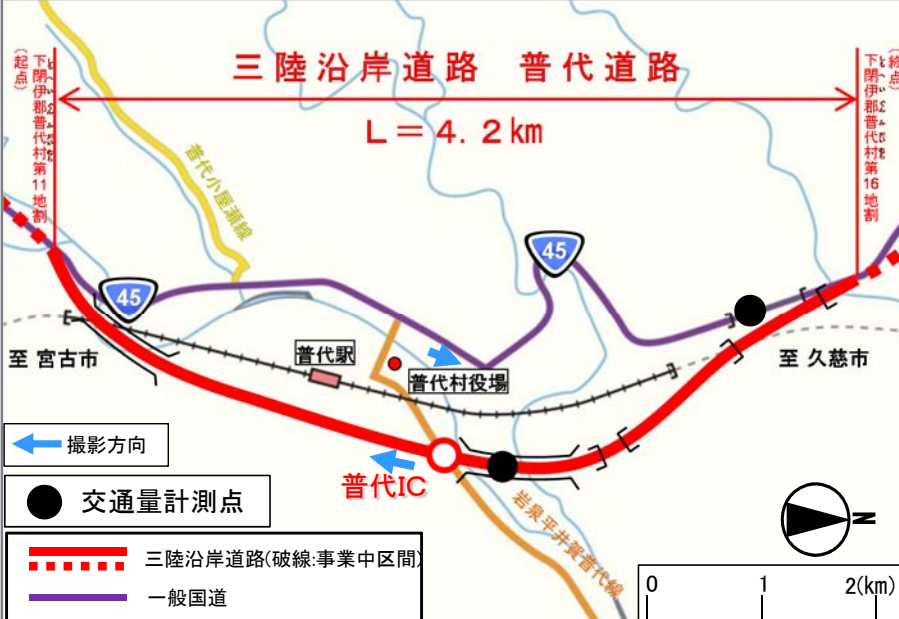 三陸沿岸道路　普代道路
L＝4.2km
(起点)
下閉伊郡普代村第11地割
(終点)
下閉伊郡普代村第16地割
普代小屋瀬線
45
45
至 宮古市
普代駅
普代村役場
至 久慈市
撮影方向
普代IC
交通量計測点
岩泉平井賀普代線
N
三陸沿岸道路(破線:事業中区間)
一般国道
0 1 2(km)